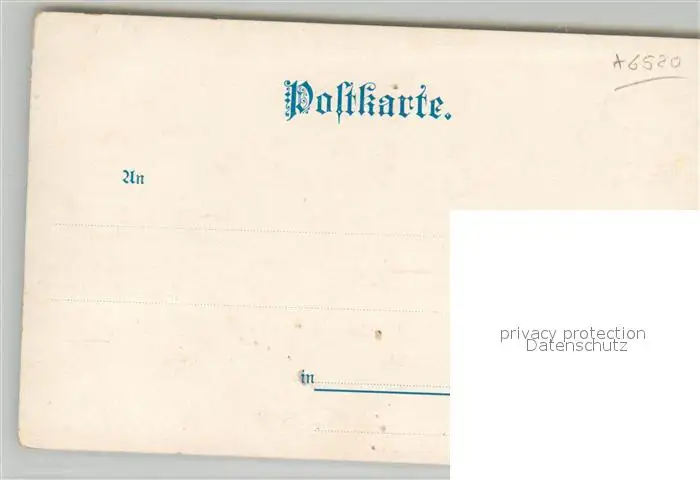 A6580
Postkarte.
An
privacy protection
Datenschutz
in